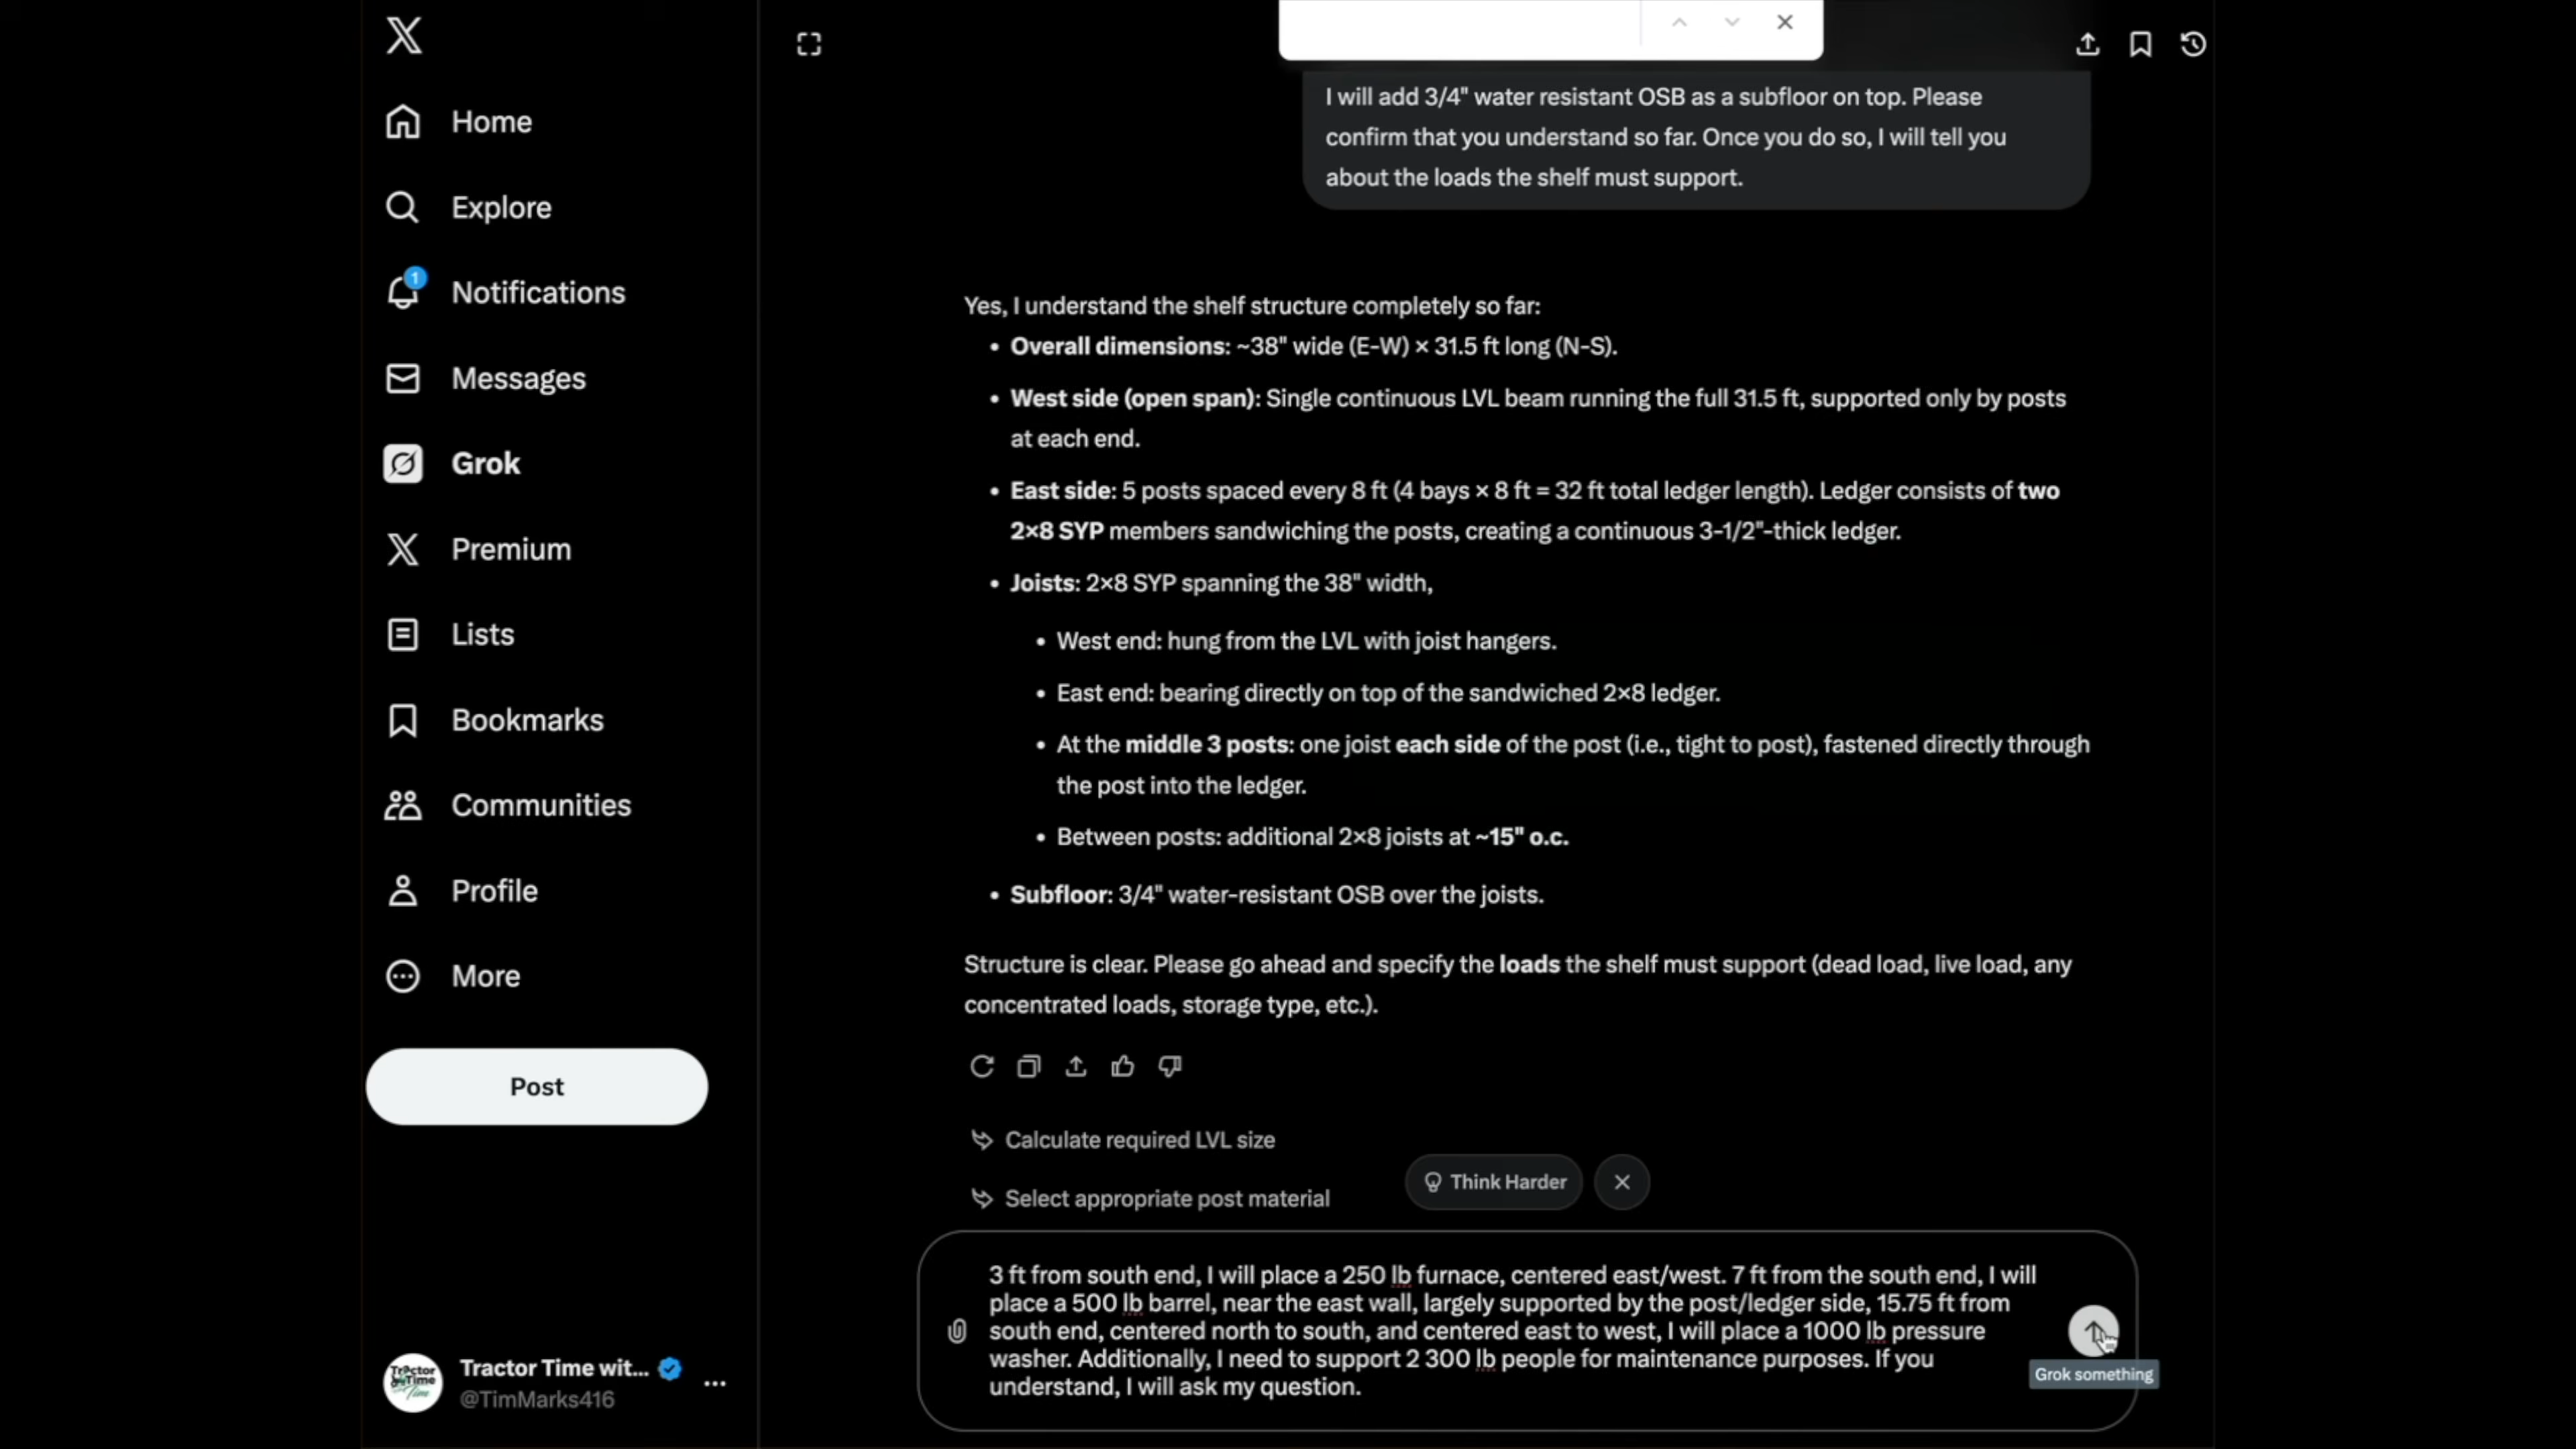 Home
Explore
1
Notifications
Messages
Grok
Premium
Lists
Bookmarks
Communities
Profile
More
Post
Tractor Time wit...
@TimMarks416
I will add 3/4" water resistant OSB as a subfloor on top. Please
confirm that you understand so far. Once you do so, I will tell you
about the loads the shelf must support.
Yes, I understand the shelf structure completely so far:
• Overall dimensions: ~38" wide (E-W) × 31.5 ft long (N-S).
• West side (open span): Single continuous LVL beam running the full 31.5 ft, supported only by posts
at each end.
• East side: 5 posts spaced every 8 ft (4 bays × 8 ft = 32 ft total ledger length). Ledger consists of two
2×8 SYP members sandwiching the posts, creating a continuous 3-1/2"-thick ledger.
• Joists: 2×8 SYP spanning the 38" width,
• West end: hung from the LVL with joist hangers.
• East end: bearing directly on top of the sandwiched 2×8 ledger.
• At the middle 3 posts: one joist each side of the post (i.e., tight to post), fastened directly through
the post into the ledger.
• Between posts: additional 2×8 joists at ~15" o.c.
• Subfloor: 3/4" water-resistant OSB over the joists.
Structure is clear. Please go ahead and specify the loads the shelf must support (dead load, live load, any
concentrated loads, storage type, etc.).
Calculate required LVL size
Select appropriate post material
Think Harder
3 ft from south end, I will place a 250 lb furnace, centered east/west. 7 ft from the south end, I will
place a 500 lb barrel, near the east wall, largely supported by the post/ledger side, 15.75 ft from
south end, centered north to south, and centered east to west, I will place a 1000 lb pressure
washer. Additionally, I need to support 2 300 lb people for maintenance purposes. If you
understand, I will ask my question.
Grok something